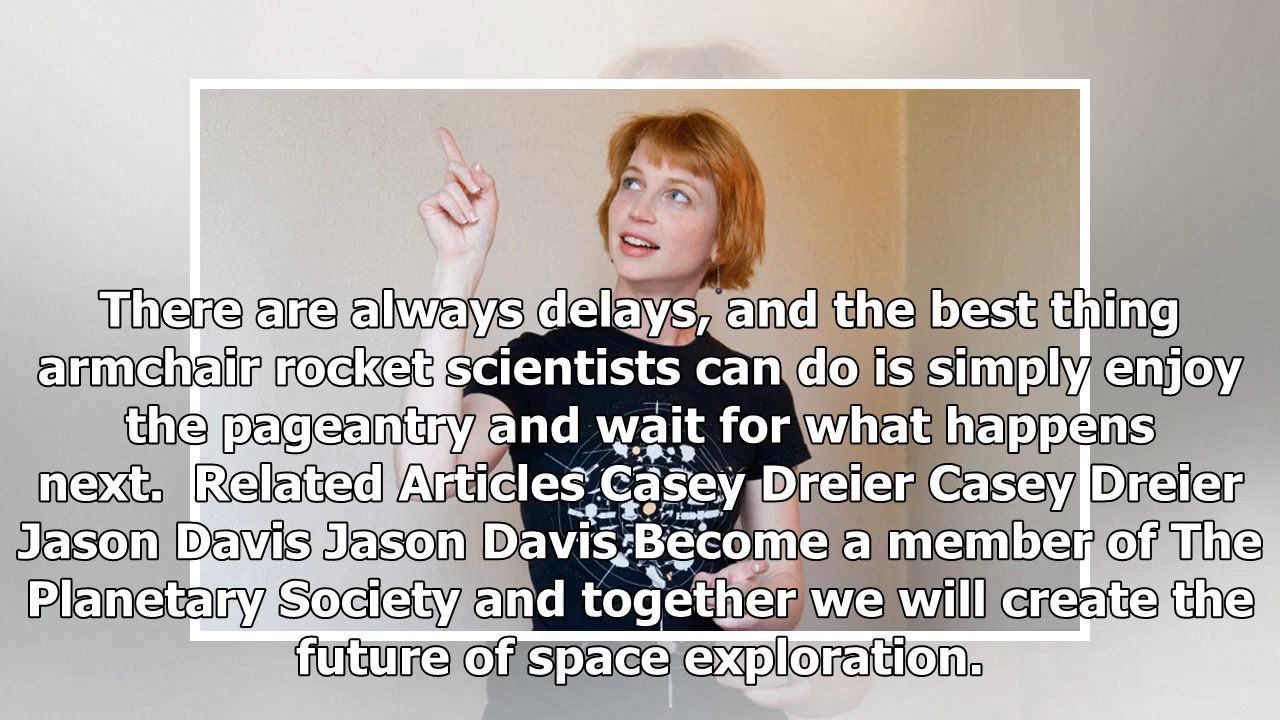 There are always delays, and the best thing
armchair rocket scientists can do is simply enjoy
the pageantry and wait for what happens
next.  Related Articles Casey Dreier Casey Dreier
Jason Davis Jason Davis Become a member of The
Planetary Society and together we will create the
future of space exploration.